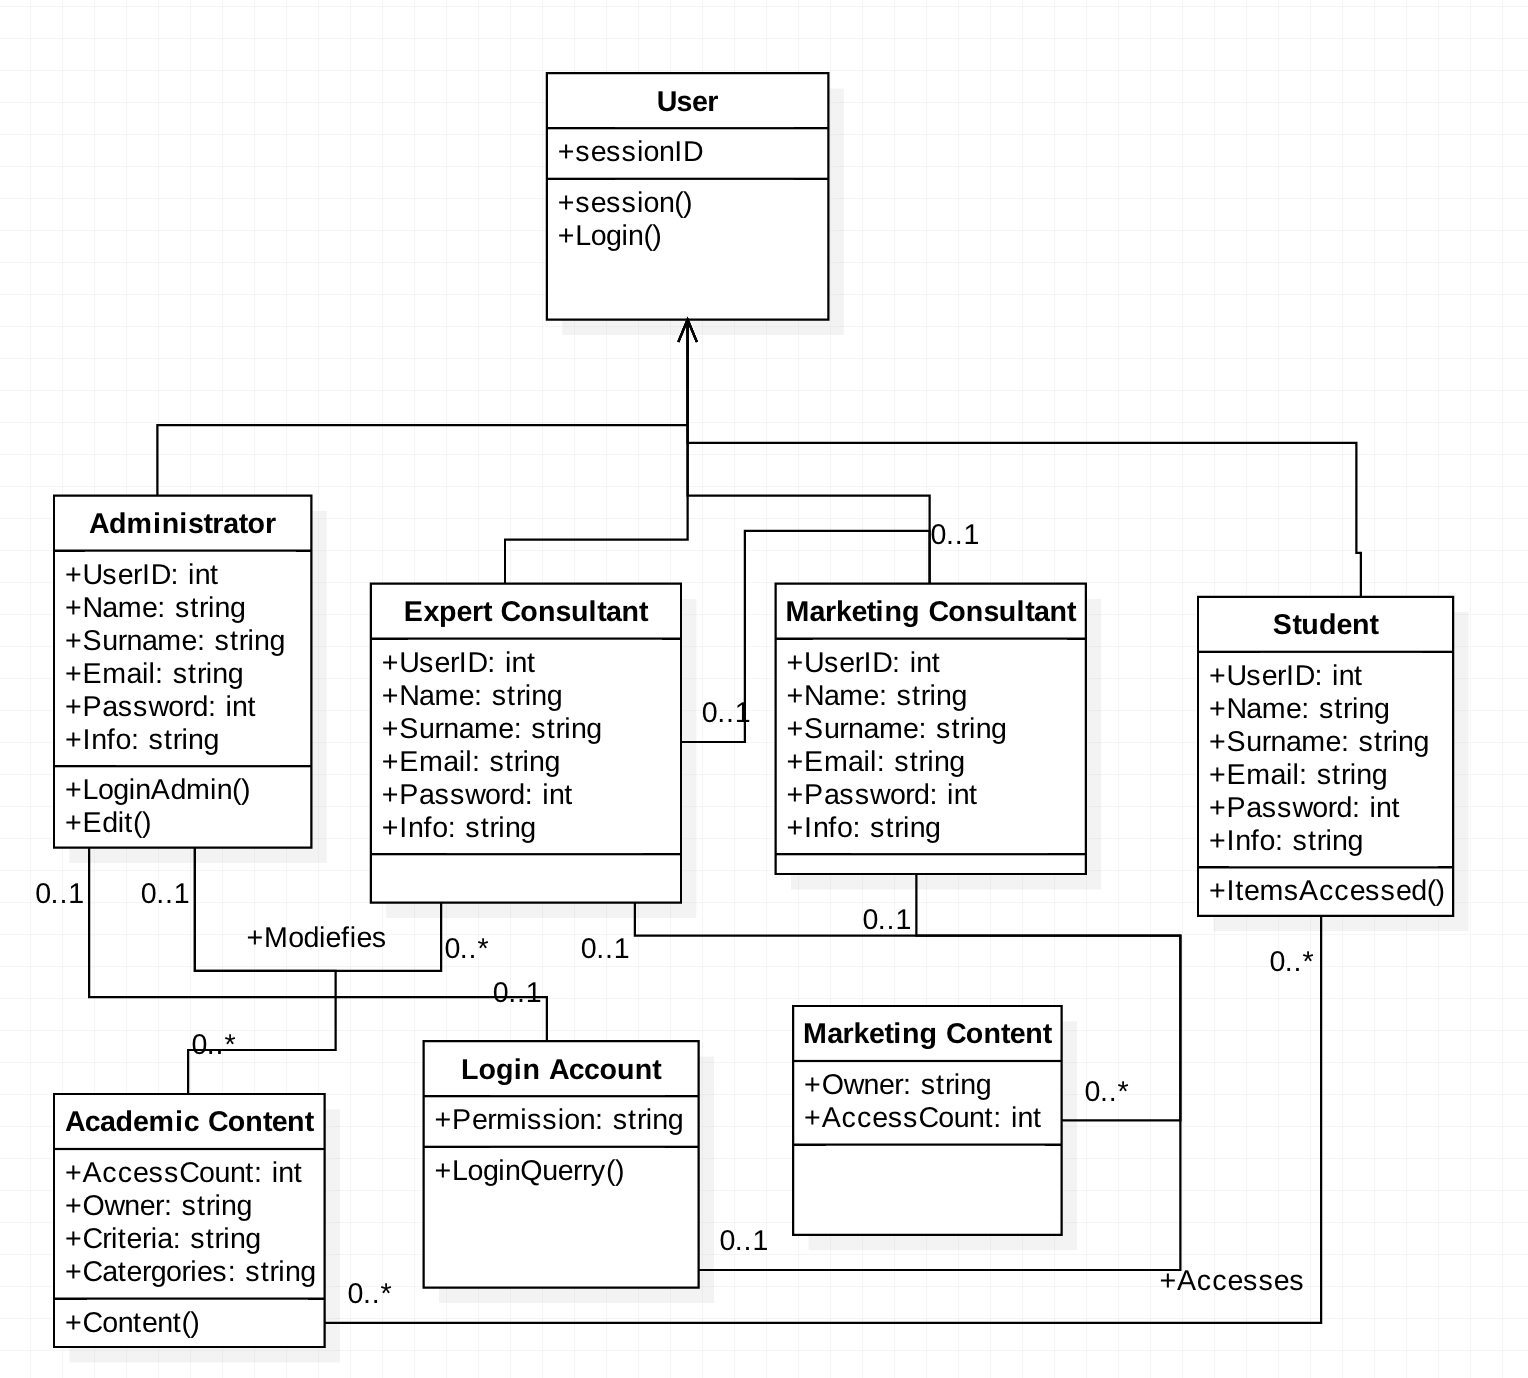 User
+sessionID
+session()
+Login()
Administrator
+UserID: int
+Name: string
+Surname: string
+Email: string
+Password: int
+Info: string
+LoginAdmin()
+Edit()
Expert Consultant
+UserID: int
+Name: string
+Surname: string
+Email: string
+Password: int
+Info: string
0..1
0..1
Marketing Consultant
+UserID: int
+Name: string
+Surname: string
+Email: string
+Password: int
+Info: string
Student
+UserID: int
+Name: string
+Surname: string
+Email: string
+Password: int
+Info: string
+ItemsAccessed()
0..1
0..1
+Modiefies
0..*
0..1
0..1
0..*
0..1
0..*
Academic Content
+AccessCount: int
+Owner: string
+Criteria: string
+Catergories: string
+Content()
0..*
Login Account
+Permission: string
+LoginQuerry()
0..1
Marketing Content
+Owner: string
+AccessCount: int
0..*
+Accesses